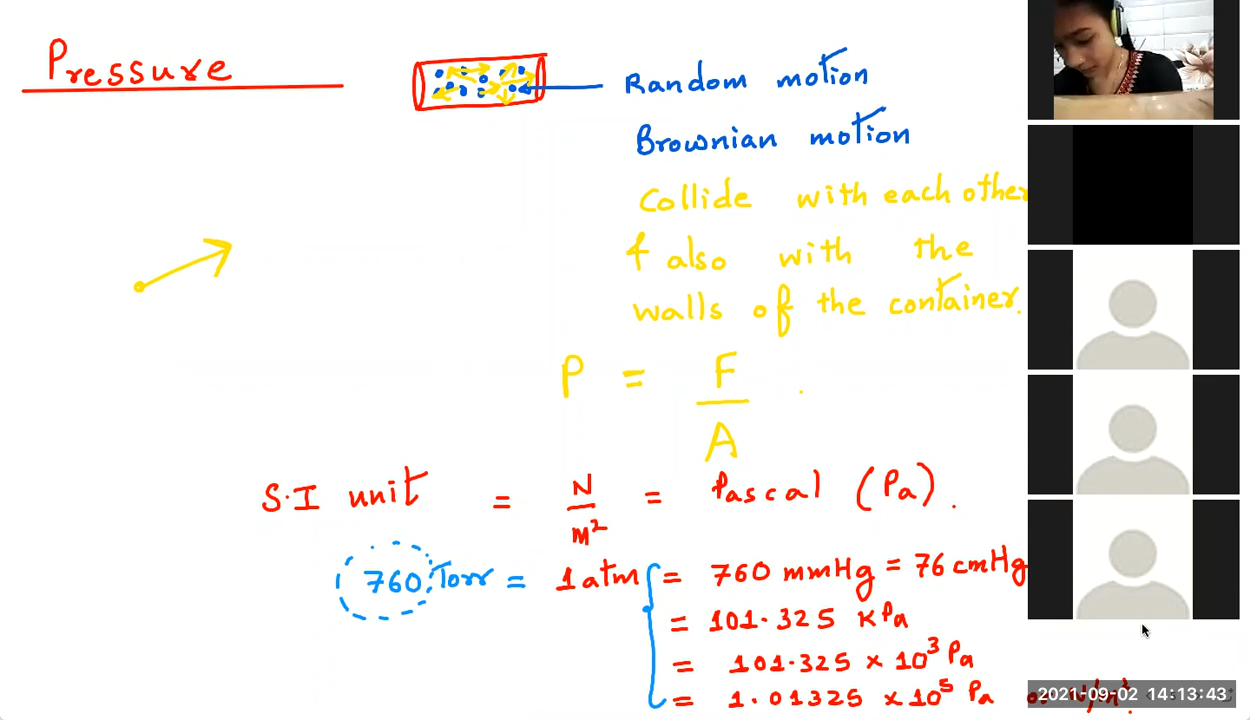 Pressure
Random motion
Brownian motion
Collide with each other
& also with the
walls of the container.
P = F / A
S.I unit = N / m² = Pascal (Pa).
760 Torr = 1 atm = 760 mmHg = 76 cmHg
= 101.325 KPa
= 101.325 × 10³ Pa
= 1.01325 × 10⁵ Pa N/m².
2021-09-02 14:13:43